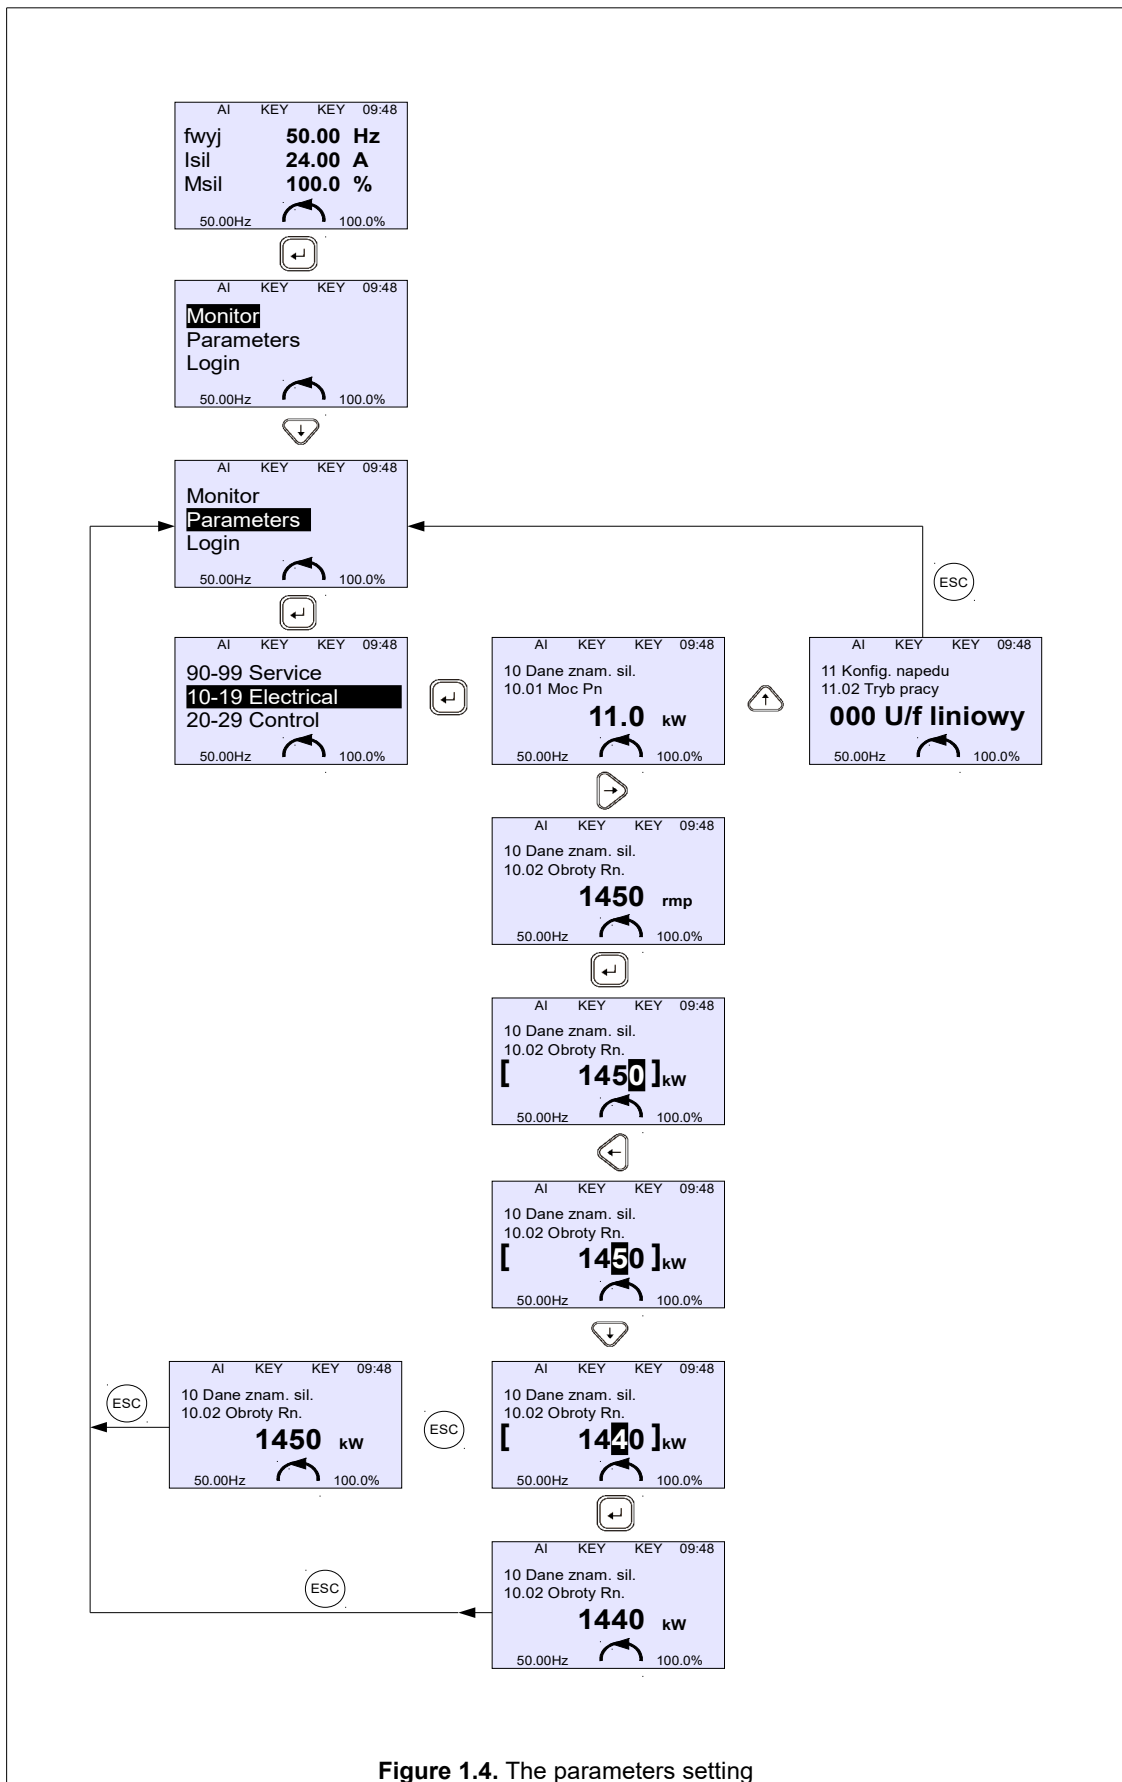 AI KEY KEY 09:48
fwyj 50.00 Hz
Isil 24.00 A
Msil 100.0 %
50.00Hz 100.0%
AI KEY KEY 09:48
Monitor
Parameters
Login
50.00Hz 100.0%
AI KEY KEY 09:48
Monitor
Parameters
Login
50.00Hz 100.0%
ESC
AI KEY KEY 09:48
90-99 Service
10-19 Electrical
20-29 Control
50.00Hz 100.0%
AI KEY KEY 09:48
10 Dane znam. sil.
10.01 Moc Pn
11.0 kW
50.00Hz 100.0%
AI KEY KEY 09:48
11 Konfig. napedu
11.02 Tryb pracy
000 U/f liniowy
50.00Hz 100.0%
AI KEY KEY 09:48
10 Dane znam. sil.
10.02 Obroty Rn.
1450 rmp
50.00Hz 100.0%
AI KEY KEY 09:48
10 Dane znam. sil.
10.02 Obroty Rn.
[ 1450 ]kW
50.00Hz 100.0%
AI KEY KEY 09:48
10 Dane znam. sil.
10.02 Obroty Rn.
[ 1450 ]kW
50.00Hz 100.0%
ESC
AI KEY KEY 09:48
10 Dane znam. sil.
10.02 Obroty Rn.
1450 kW
50.00Hz 100.0%
ESC
AI KEY KEY 09:48
10 Dane znam. sil.
10.02 Obroty Rn.
[ 1440 ]kW
50.00Hz 100.0%
ESC
AI KEY KEY 09:48
10 Dane znam. sil.
10.02 Obroty Rn.
1440 kW
50.00Hz 100.0%
Figure 1.4. The parameters setting